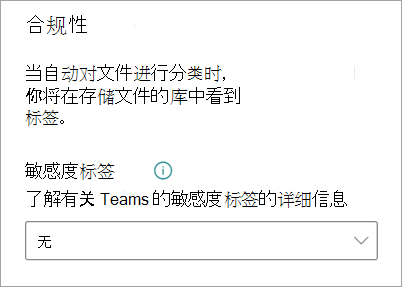 合规性
当自动对文件进行分类时，
你将在存储文件的库中看到
标签。
敏感度标签
了解有关 Teams 的敏感度标签的详细信息
无